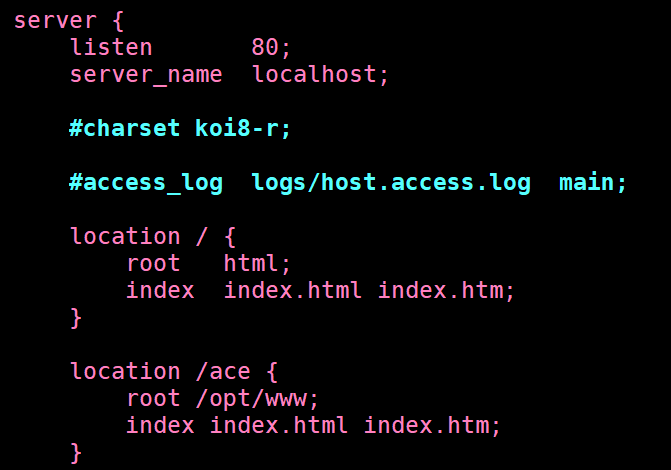 server {
    listen       80;
    server_name  localhost;
    #charset koi8-r;
    #access_log  logs/host.access.log  main;
    location / {
        root   html;
        index  index.html index.htm;
    }
    location /ace {
        root /opt/www;
        index index.html index.htm;
    }